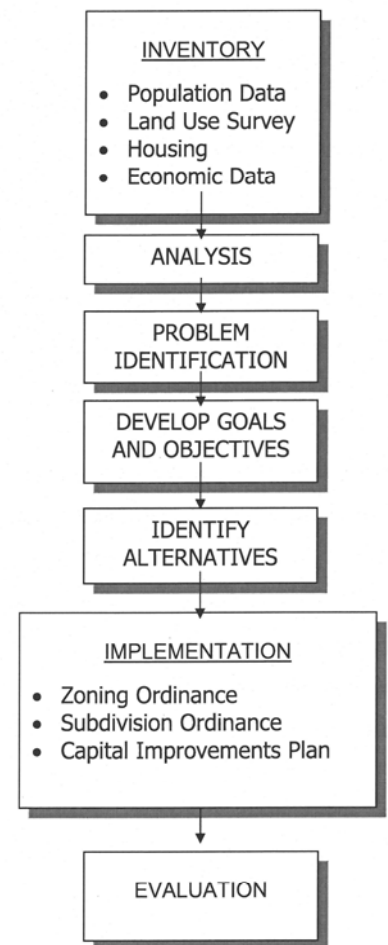 INVENTORY
• Population Data
• Land Use Survey
• Housing
• Economic Data
ANALYSIS
PROBLEM
IDENTIFICATION
DEVELOP GOALS
AND OBJECTIVES
IDENTIFY
ALTERNATIVES
IMPLEMENTATION
• Zoning Ordinance
• Subdivision Ordinance
• Capital Improvements Plan
EVALUATION